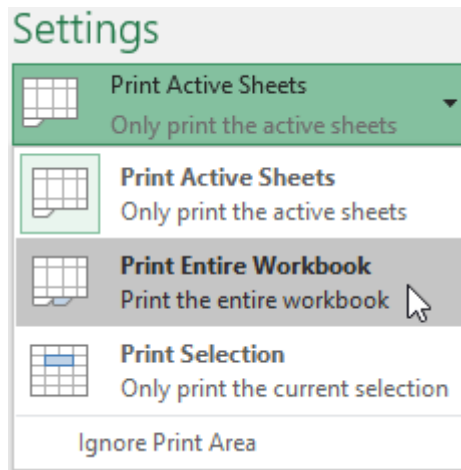 Settings
Print Active Sheets
Only print the active sheets
Print Active Sheets
Only print the active sheets
Print Entire Workbook
Print the entire workbook
Print Selection
Only print the current selection
Ignore Print Area